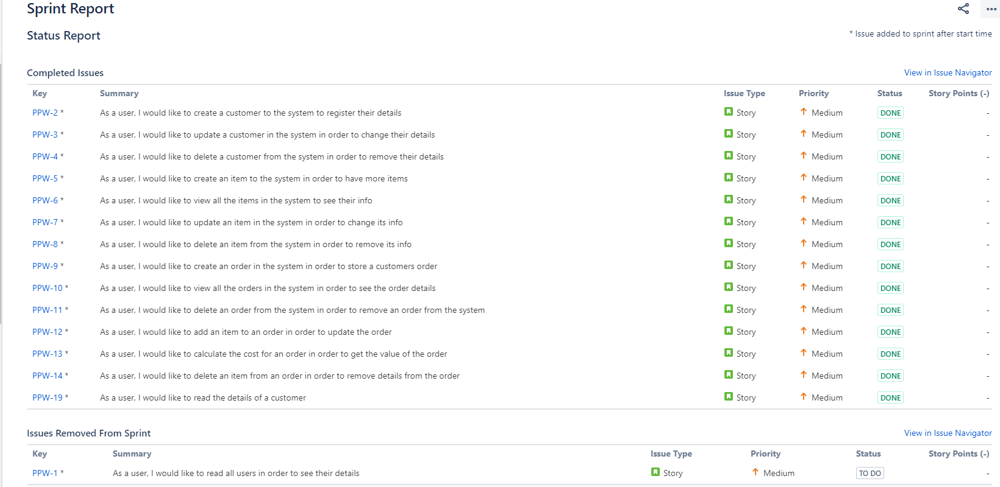 Sprint Report
Status Report
* Issue added to sprint after start time
Completed Issues View in Issue Navigator
Key Summary Issue Type Priority Status Story Points (-)
PPW-2 * As a user, I would like to create a customer to the system to register their details Story Medium DONE -
PPW-3 * As a user, I would like to update a customer in the system in order to change their details Story Medium DONE -
PPW-4 * As a user, I would like to delete a customer from the system in order to remove their details Story Medium DONE -
PPW-5 * As a user, I would like to create an item to the system in order to have more items Story Medium DONE -
PPW-6 * As a user, I would like to view all the items in the system to see their info Story Medium DONE -
PPW-7 * As a user, I would like to update an item in the system in order to change its info Story Medium DONE -
PPW-8 * As a user, I would like to delete an item from the system in order to remove its info Story Medium DONE -
PPW-9 * As a user, I would like to create an order in the system in order to store a customers order Story Medium DONE -
PPW-10 * As a user, I would like to view all the orders in the system in order to see the order details Story Medium DONE -
PPW-11 * As a user, I would like to delete an order from the system in order to remove an order from the system Story Medium DONE -
PPW-12 * As a user, I would like to add an item to an order in order to update the order Story Medium DONE -
PPW-13 * As a user, I would like to calculate the cost for an order in order to get the value of the order Story Medium DONE -
PPW-14 * As a user, I would like to delete an item from an order in order to remove details from the order Story Medium DONE -
PPW-19 * As a user, I would like to read the details of a customer Story Medium DONE -
Issues Removed From Sprint View in Issue Navigator
Key Summary Issue Type Priority Status Story Points (-)
PPW-1 * As a user, I would like to read all users in order to see their details Story Medium TO DO -